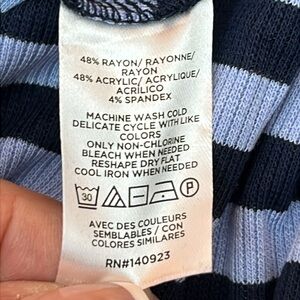 48% RAYON/ RAYONNE/
RAYON
48% ACRYLIC/ ACRYLIQUE/
ACRÍLICO
4% SPANDEX
MACHINE WASH COLD
DELICATE CYCLE WITH LIKE
COLORS
ONLY NON-CHLORINE
BLEACH WHEN NEEDED
RESHAPE DRY FLAT
COOL IRON WHEN NEEDED
30
AVEC DES COULEURS
SEMBLABLES / CON
COLORES SIMILARES
RN#140923